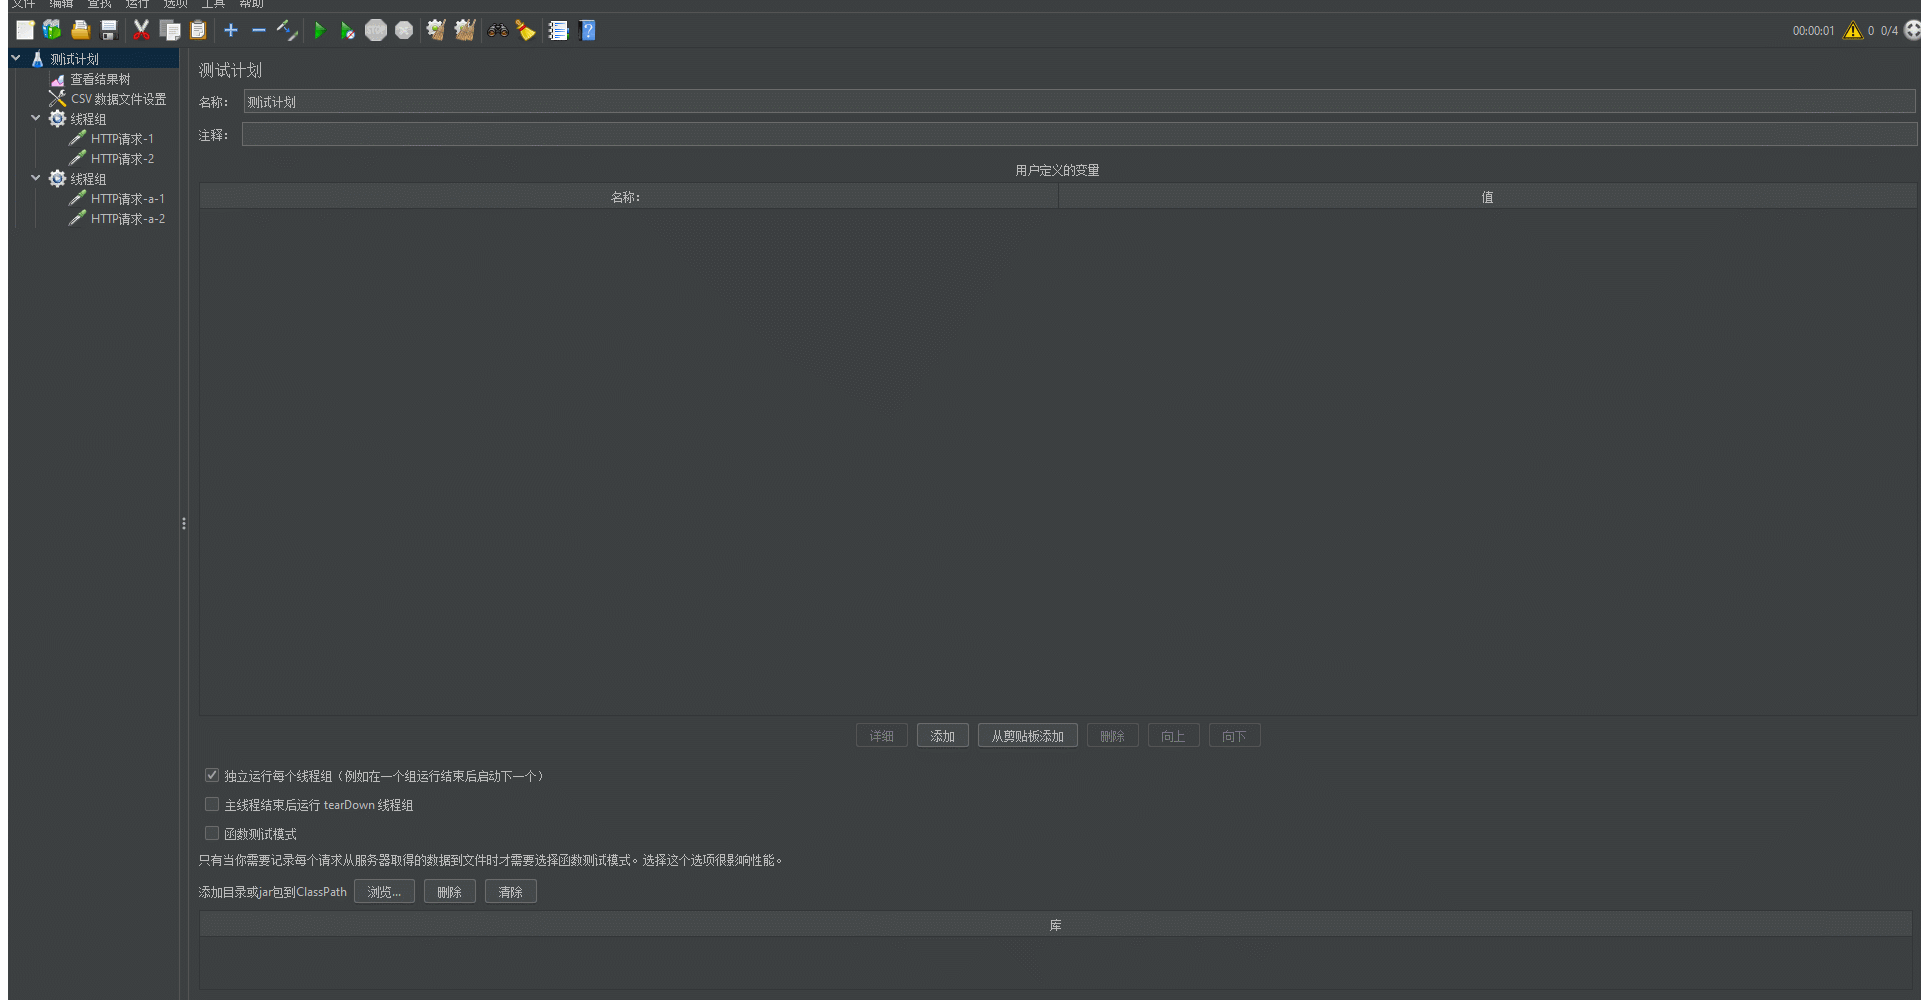 文件 编辑 查找 运行 选项 工具 帮助
00:00:01 0 0/4
测试计划
查看结果树
CSV 数据文件设置
线程组
HTTP请求-1
HTTP请求-2
线程组
HTTP请求-a-1
HTTP请求-a-2
测试计划
名称： 测试计划
注释：
用户定义的变量
名称： 值
详细 添加 从剪贴板添加 删除 向上 向下
独立运行每个线程组（例如在一个组运行结束后启动下一个）
主线程结束后运行 tearDown 线程组
函数测试模式
只有当你需要记录每个请求从服务器取得的数据到文件时才需要选择函数测试模式。选择这个选项很影响性能。
添加目录或jar包到ClassPath 浏览... 删除 清除
库